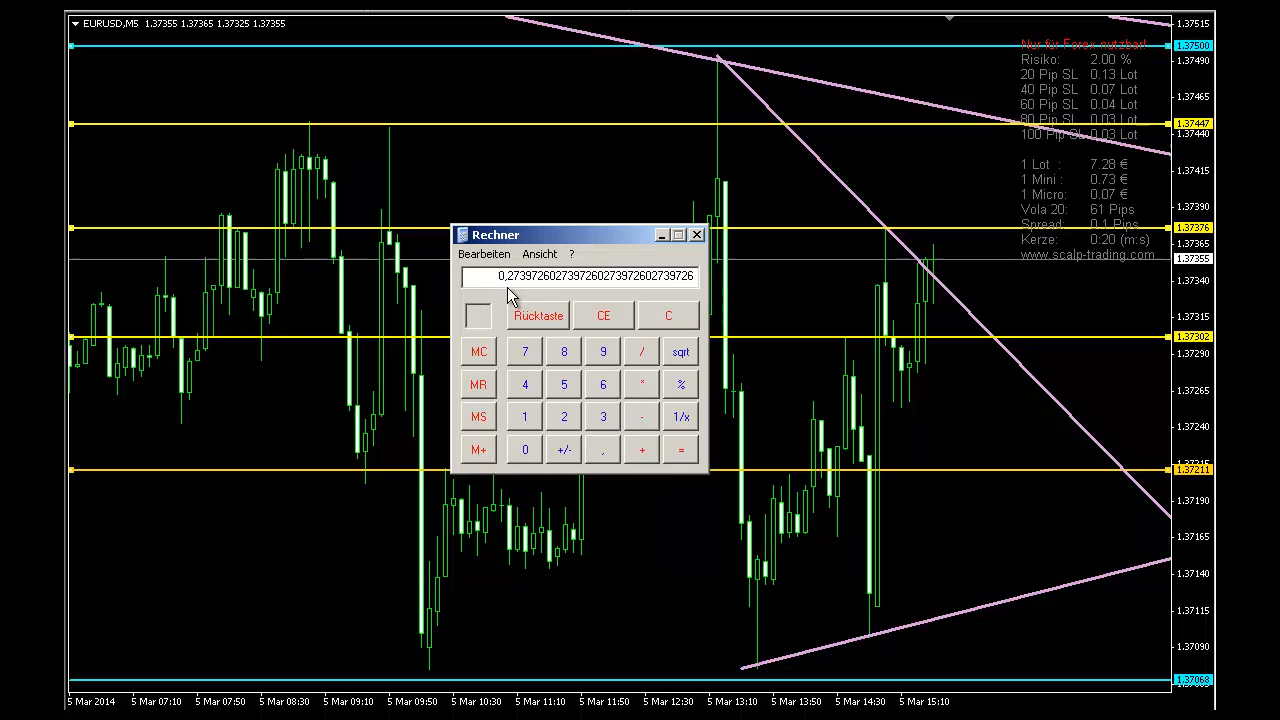 EURUSD,M5 1.37355 1.37365 1.37325 1.37355
1.37515
1.37500
1.37490
1.37465
1.37447
1.37440
1.37415
1.37390
1.37376
1.37365
1.37355
1.37340
1.37315
1.37302
1.37290
1.37265
1.37240
1.37215
1.37211
1.37190
1.37165
1.37140
1.37115
1.37090
1.37068
Nur für Forex nutzbar!
Risiko: 2.00 %
20 Pip SL 0.13 Lot
40 Pip SL 0.07 Lot
60 Pip SL 0.04 Lot
80 Pip SL 0.03 Lot
100 Pip SL 0.03 Lot
1 Lot : 7.28 €
1 Mini : 0.73 €
1 Micro: 0.07 €
Vola 20: 61 Pips
Spread: 0.1 Pips
Kerze: 0:20 (m:s)
www.scalp-trading.com
Rechner
Bearbeiten Ansicht ?
0,2739726027397260273972602739726
Rücktaste CE C
MC 7 8 9 / sqrt
MR 4 5 6 * %
MS 1 2 3 - 1/x
M+ 0 +/- , + =
5 Mar 2014 5 Mar 07:10 5 Mar 07:50 5 Mar 08:30 5 Mar 09:10 5 Mar 09:50 5 Mar 10:30 5 Mar 11:10 5 Mar 11:50 5 Mar 12:30 5 Mar 13:10 5 Mar 13:50 5 Mar 14:30 5 Mar 15:10